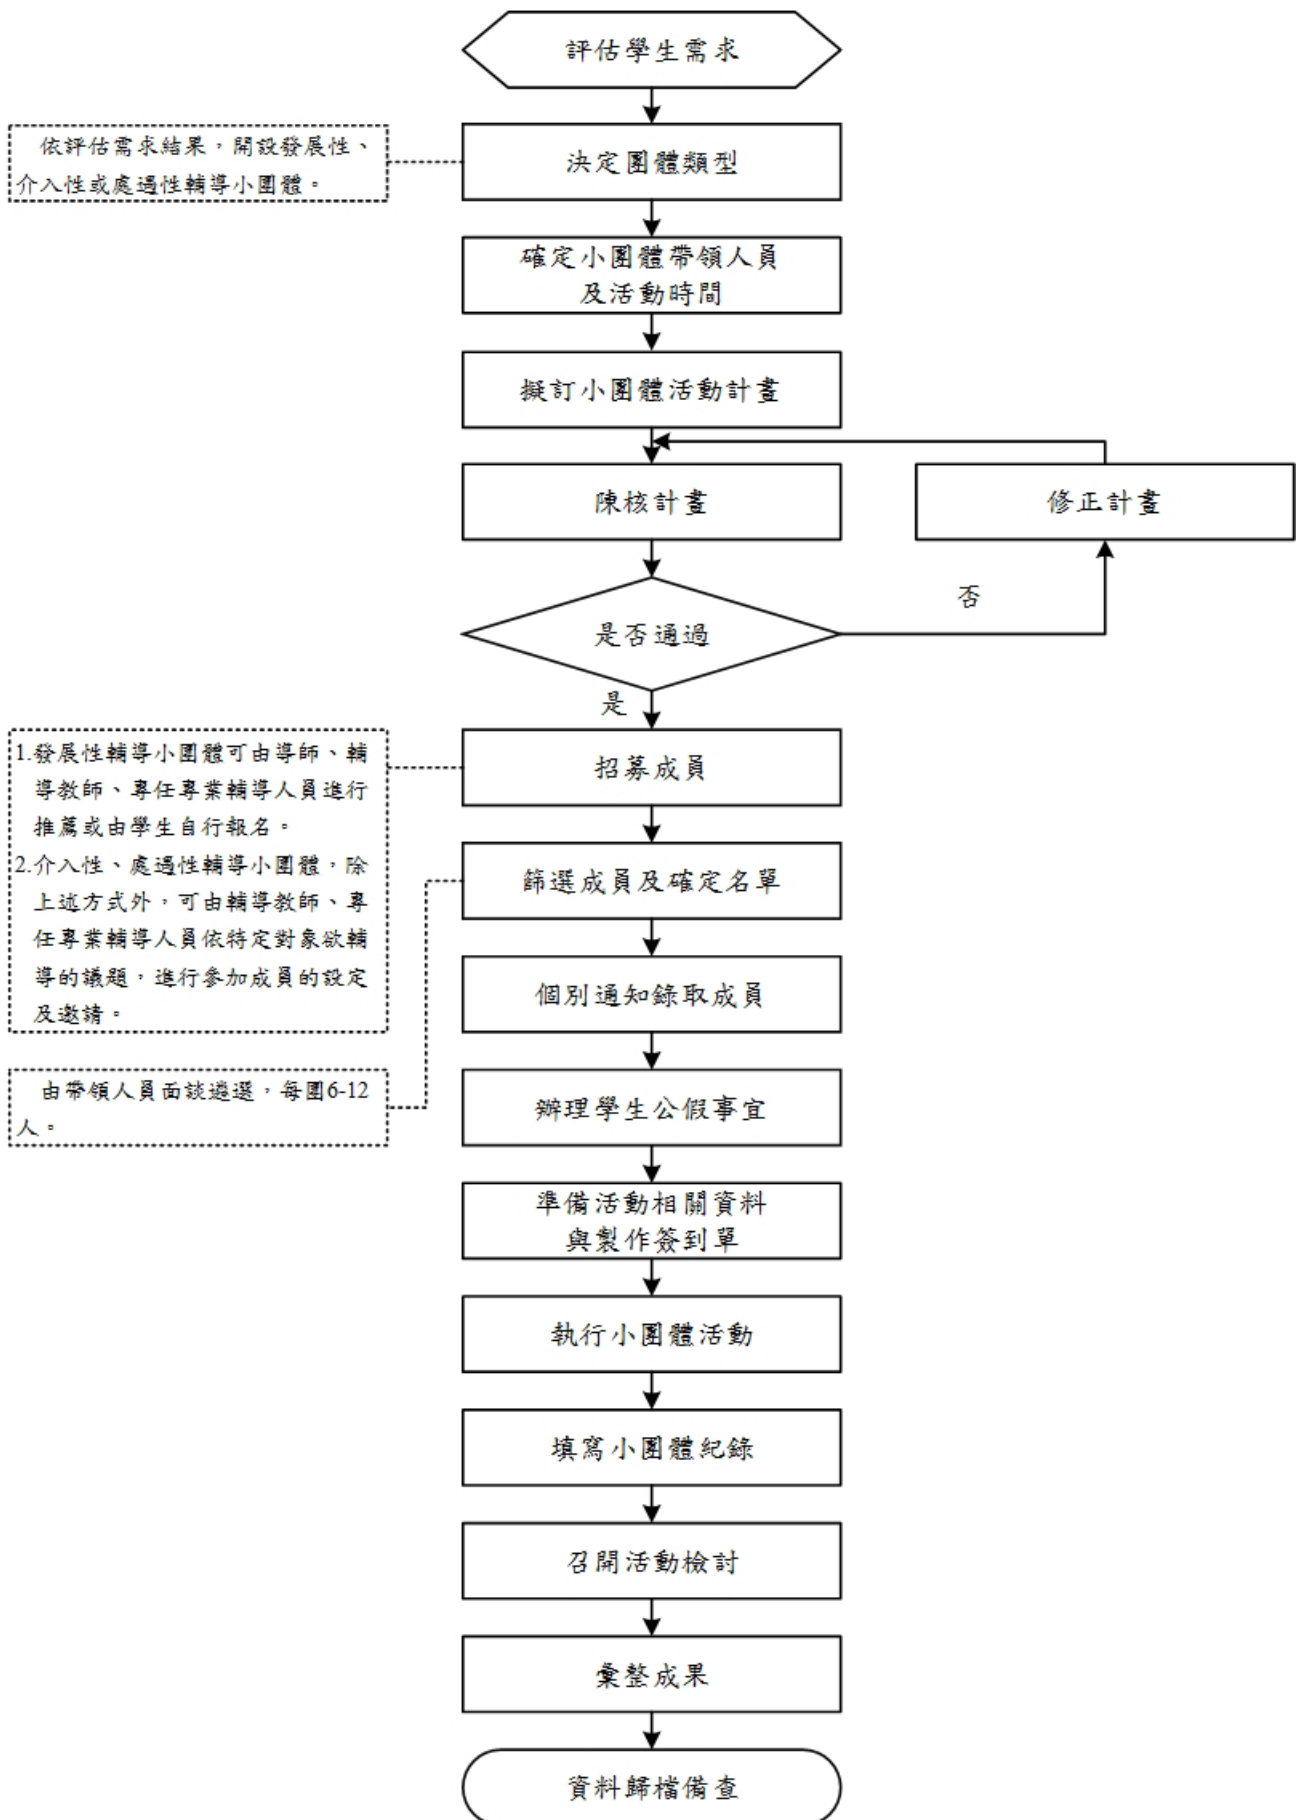 評估學生需求
依評估需求結果，開設發展性、
介入性或處遇性輔導小團體。
決定團體類型
確定小團體帶領人員
及活動時間
擬訂小團體活動計畫
陳核計畫
修正計畫
是否通過
否
是
1.發展性輔導小團體可由導師、輔
導教師、專任專業輔導人員進行
推薦或由學生自行報名。
2.介入性、處遇性輔導小團體，除
上述方式外，可由輔導教師、專
任專業輔導人員依特定對象欲輔
導的議題，進行參加成員的設定
及邀請。
招募成員
篩選成員及確定名單
個別通知錄取成員
由帶領人員面談遴選，每團6-12
人。
辦理學生公假事宜
準備活動相關資料
與製作簽到單
執行小團體活動
填寫小團體紀錄
召開活動檢討
彙整成果
資料歸檔備查